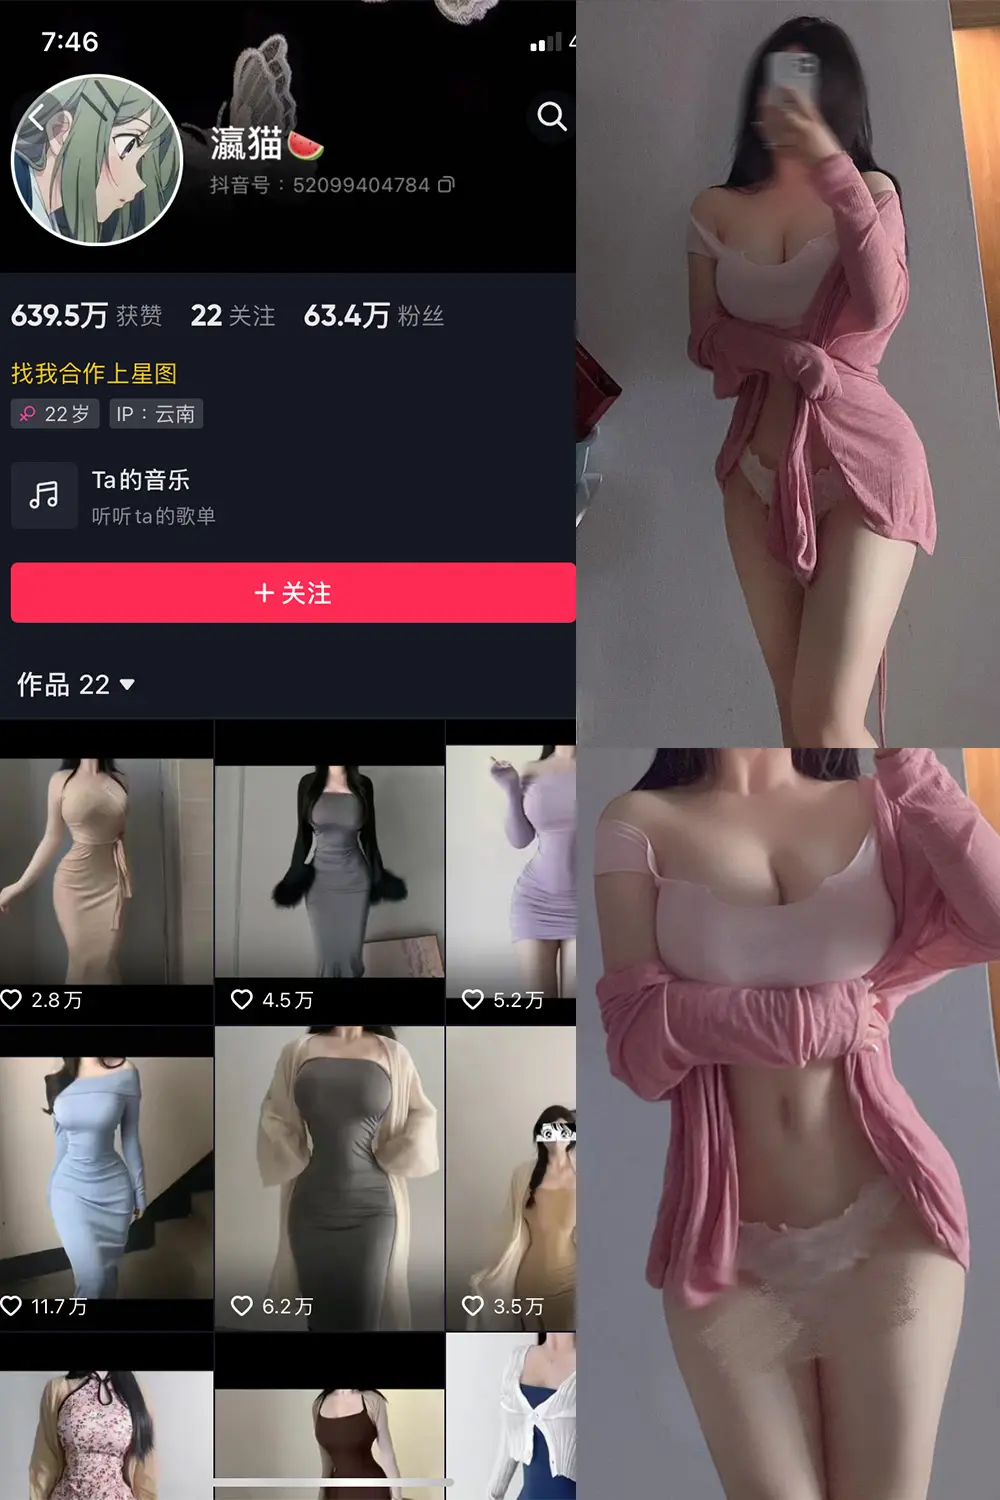 7:46
瀛猫🍉
抖音号：52099404784
639.5万 获赞 22 关注 63.4万 粉丝
找我合作上星图
22岁 IP：云南
Ta的音乐
听听ta的歌单
+ 关注
作品 22
2.8万 4.5万 5.2万
11.7万 6.2万 3.5万